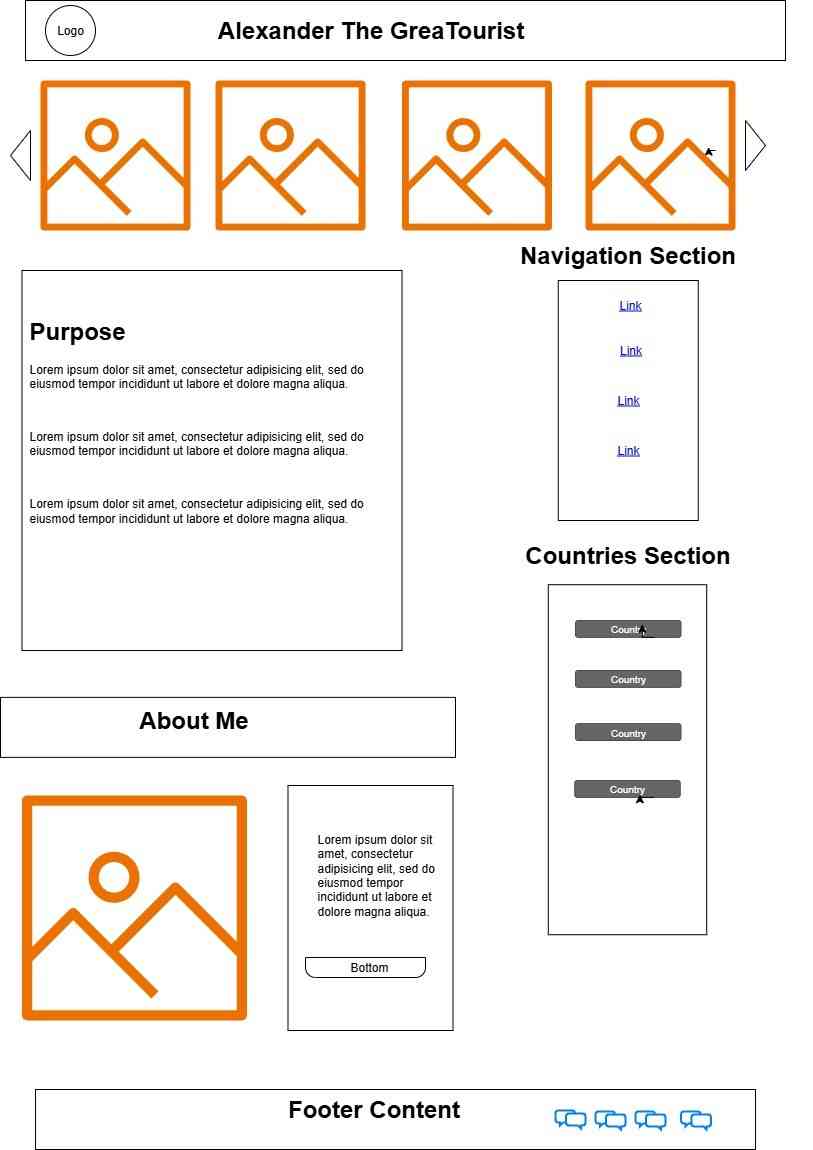 Logo
Alexander The GreaTourist
Navigation Section
Link
Link
Link
Link
Purpose
Lorem ipsum dolor sit amet, consectetur adipisicing elit, sed do
eiusmod tempor incididunt ut labore et dolore magna aliqua.
Lorem ipsum dolor sit amet, consectetur adipisicing elit, sed do
eiusmod tempor incididunt ut labore et dolore magna aliqua.
Lorem ipsum dolor sit amet, consectetur adipisicing elit, sed do
eiusmod tempor incididunt ut labore et dolore magna aliqua.
Countries Section
Country
Country
Country
Country
About Me
Lorem ipsum dolor sit
amet, consectetur
adipisicing elit, sed do
eiusmod tempor
incididunt ut labore et
dolore magna aliqua.
Bottom
Footer Content